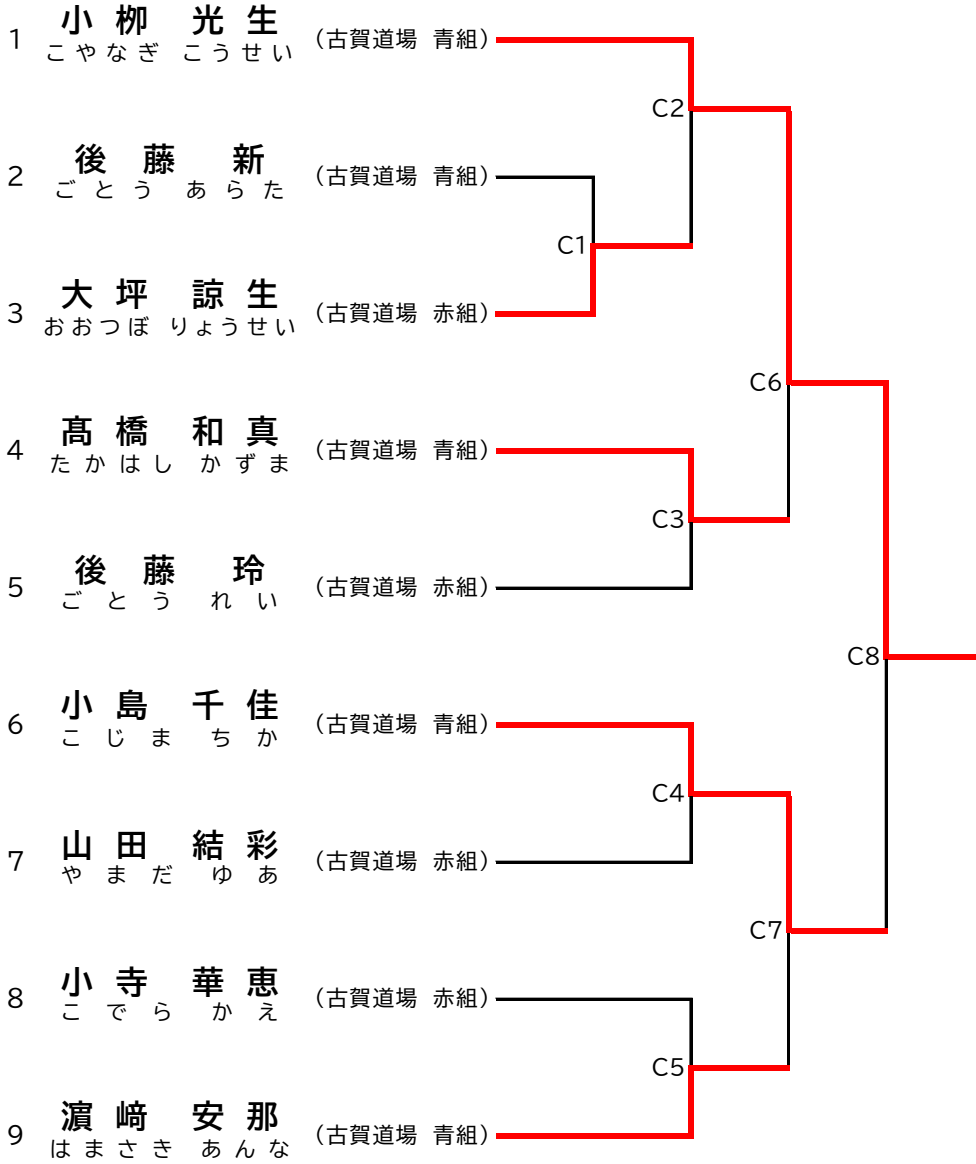 1 小栁 光生 (古賀道場 青組)
こやなぎ こうせい
C2
2 後藤 新 (古賀道場 青組)
ごとう あらた
C1
3 大坪 諒生 (古賀道場 赤組)
おおつぼ りょうせい
C6
4 髙橋 和真 (古賀道場 青組)
たかはし かずま
C3
5 後藤 玲 (古賀道場 赤組)
ごとう れい
C8
6 小島 千佳 (古賀道場 青組)
こじま ちか
C4
7 山田 結彩 (古賀道場 赤組)
やまだ ゆあ
C7
8 小寺 華恵 (古賀道場 赤組)
こでら かえ
C5
9 濵﨑 安那 (古賀道場 青組)
はまさき あんな